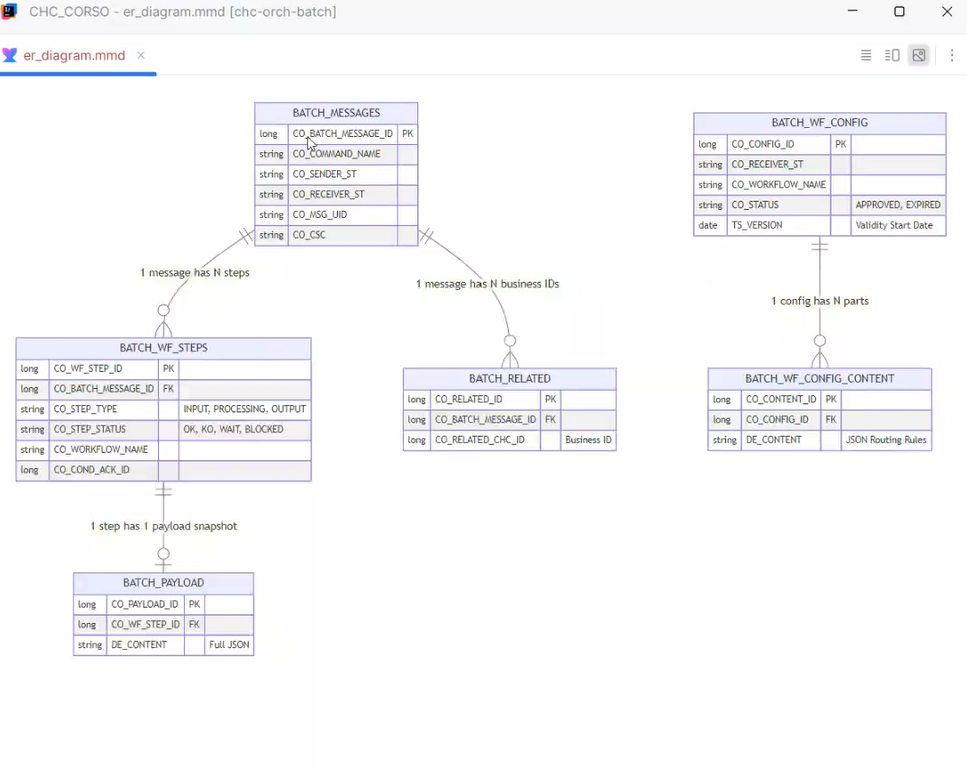 CHC_CORSO - er_diagram.mmd [chc-orch-batch]
er_diagram.mmd
BATCH_MESSAGES
long CO_BATCH_MESSAGE_ID PK
string CO_COMMAND_NAME
string CO_SENDER_ST
string CO_RECEIVER_ST
string CO_MSG_UID
string CO_CSC
BATCH_WF_CONFIG
long CO_CONFIG_ID PK
string CO_RECEIVER_ST
string CO_WORKFLOW_NAME
string CO_STATUS APPROVED, EXPIRED
date TS_VERSION Validity Start Date
1 message has N steps
1 message has N business IDs
1 config has N parts
BATCH_WF_STEPS
long CO_WF_STEP_ID PK
long CO_BATCH_MESSAGE_ID FK
string CO_STEP_TYPE INPUT, PROCESSING, OUTPUT
string CO_STEP_STATUS OK, KO, WAIT, BLOCKED
string CO_WORKFLOW_NAME
long CO_COND_ACK_ID
BATCH_RELATED
long CO_RELATED_ID PK
long CO_BATCH_MESSAGE_ID FK
long CO_RELATED_CHC_ID Business ID
BATCH_WF_CONFIG_CONTENT
long CO_CONTENT_ID PK
long CO_CONFIG_ID FK
string DE_CONTENT JSON Routing Rules
1 step has 1 payload snapshot
BATCH_PAYLOAD
long CO_PAYLOAD_ID PK
long CO_WF_STEP_ID FK
string DE_CONTENT Full JSON